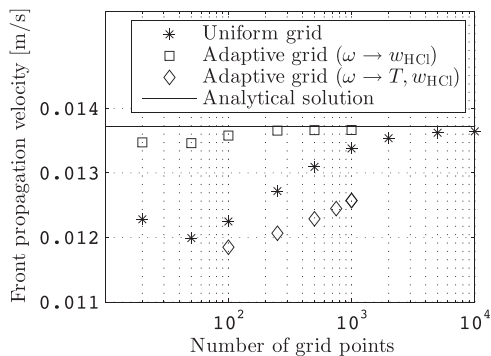 Front propagation velocity [m/s]
Uniform grid
Adaptive grid (ω → w_HCl)
Adaptive grid (ω → T, w_HCl)
Analytical solution
0.014
0.013
0.012
0.011
10^2
10^3
10^4
Number of grid points